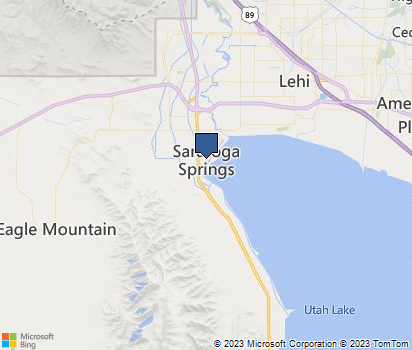 89
Lehi
Ced
Ame
Pl
Saratoga
Springs
Eagle Mountain
Utah Lake
Microsoft
Bing
© 2023 Microsoft Corporation © 2023 TomTom